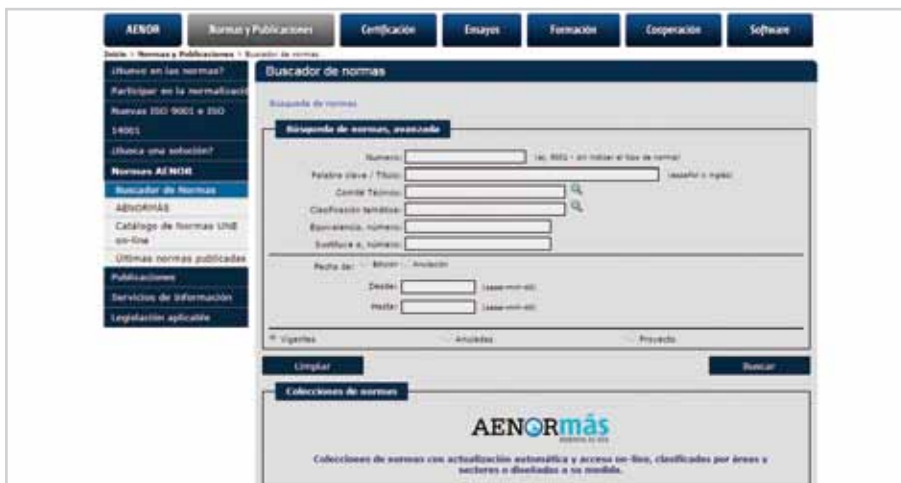 AENOR
Normas y Publicaciones
Certificación
Ensayos
Formación
Cooperación
Software
Inicio > Normas y Publicaciones > Buscador de normas
¿Nuevo en las normas?
Participar en la normalizació
Nuevas ISO 9001 e ISO
14001
¿Busca una solución?
Normas AENOR
Buscador de Normas
AENORMÁS
Catálogo de Normas UNE
on-line
Últimas normas publicadas
Publicaciones
Servicios de Información
Legislación aplicable
Buscador de normas
Búsqueda de normas
Búsqueda de normas, avanzada
Numero: (ej. 9001 - sin indicar el tipo de norma)
Palabra clave / Título: (español o inglés)
Comité Técnico:
Clasificación temática:
Equivalencia, número:
Sustituye a, número:
Fecha de: Edición Anulación
Desde: (aaaa-mm-dd)
Hasta: (aaaa-mm-dd)
Vigentes Anuladas Proyecto
Limpiar
Buscar
Colecciones de normas
AENORmás
Colecciones de normas con actualización automática y acceso on-line, clasificados por áreas y
sectores o diseñados a su medida.